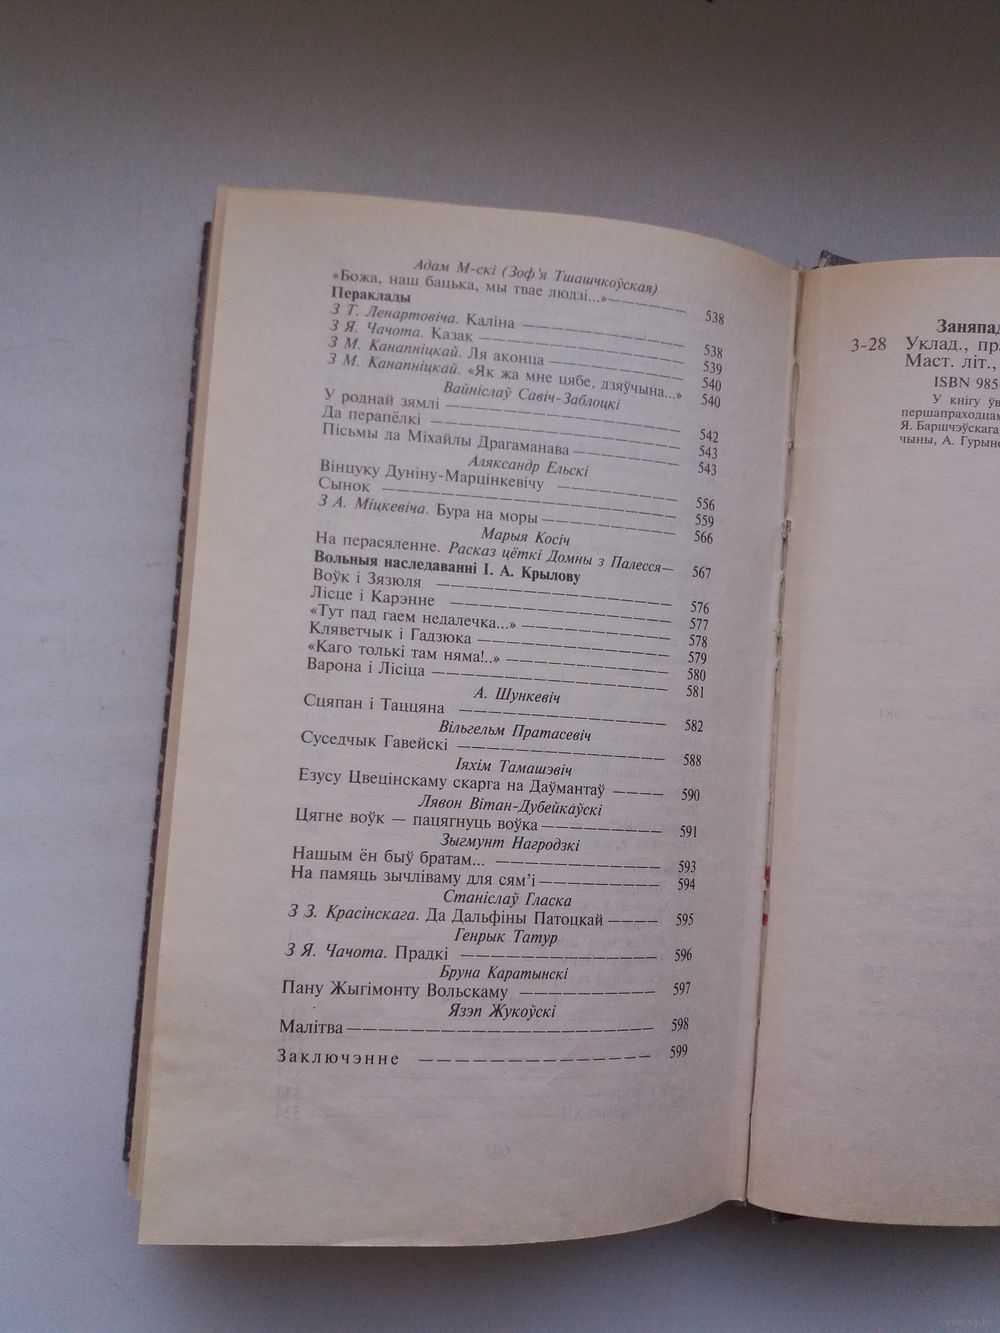 Адам М-скі (Зоф'я Тшашчкоўская)
«Божа, наш бацька, мы твае людзі...» 538
Пераклады
З Т. Ленартовіча. Каліна 538
З Я. Чачота. Казак 539
З М. Канапніцкай. Ля аконца 540
З М. Канапніцкай. «Як жа мне цябе, дзяўчына...» 540
Вайніслаў Савіч-Заблоцкі
У роднай зямлі 542
Да перапёлкі 543
Пісьмы да Міхайлы Драгаманава 543
Аляксандр Ельскі
Вінцуку Дуніну-Марцінкевічу 556
Сынок 559
З А. Міцкевіча. Бура на моры 566
Марыя Косіч
На перасяленне. Расказ цёткі Домны з Палесся 567
Вольныя наследаванні І. А. Крылову
Воўк і Зязюля 576
Лісце і Карэнне 577
«Тут пад гаем недалечка...» 578
Кляветчык і Гадзюка 579
«Каго толькі там няма!..» 580
Варона і Лісіца 581
А. Шункевіч
Сцяпан і Таццяна 582
Вільгельм Пратасевіч
Суседчык Гавейскі 588
Іяхім Тамашэвіч
Езусу Цвецінскаму скарга на Даўмантаў 590
Лявон Вітан-Дубейкаўскі
Цягне воўк — пацягнуць воўка 591
Зыгмунт Нагродзкі
Нашым ён быў братам... 593
На памяць зычліваму для сям'і 594
Станіслаў Гласка
З З. Красінскага. Да Дальфіны Патоцкай 595
Генрык Татур
З Я. Чачота. Прадкі 596
Бруна Каратынскі
Пану Жыгімонту Вольскаму 597
Язэп Жукоўскі
Малітва 598
Заключэнне 599
Заняпад
З-28 Уклад., пр.
Маст. літ.,
ISBN 985-
У кнігу ўв
першапраходцам
Я. Баршчэўскага
чыны, А. Гурыно
www.ay.by